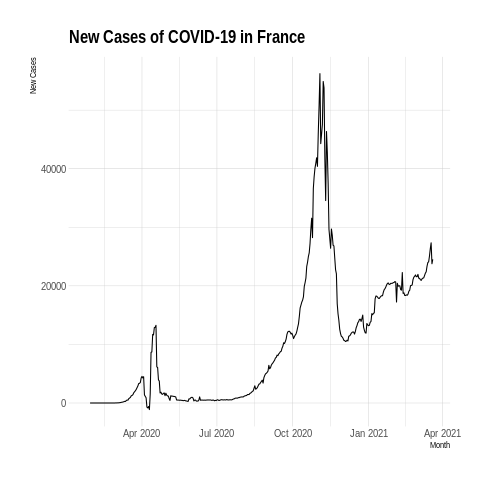 New Cases of COVID-19 in France
New Cases
40000
20000
0
Apr 2020 Jul 2020 Oct 2020 Jan 2021 Apr 2021
Month